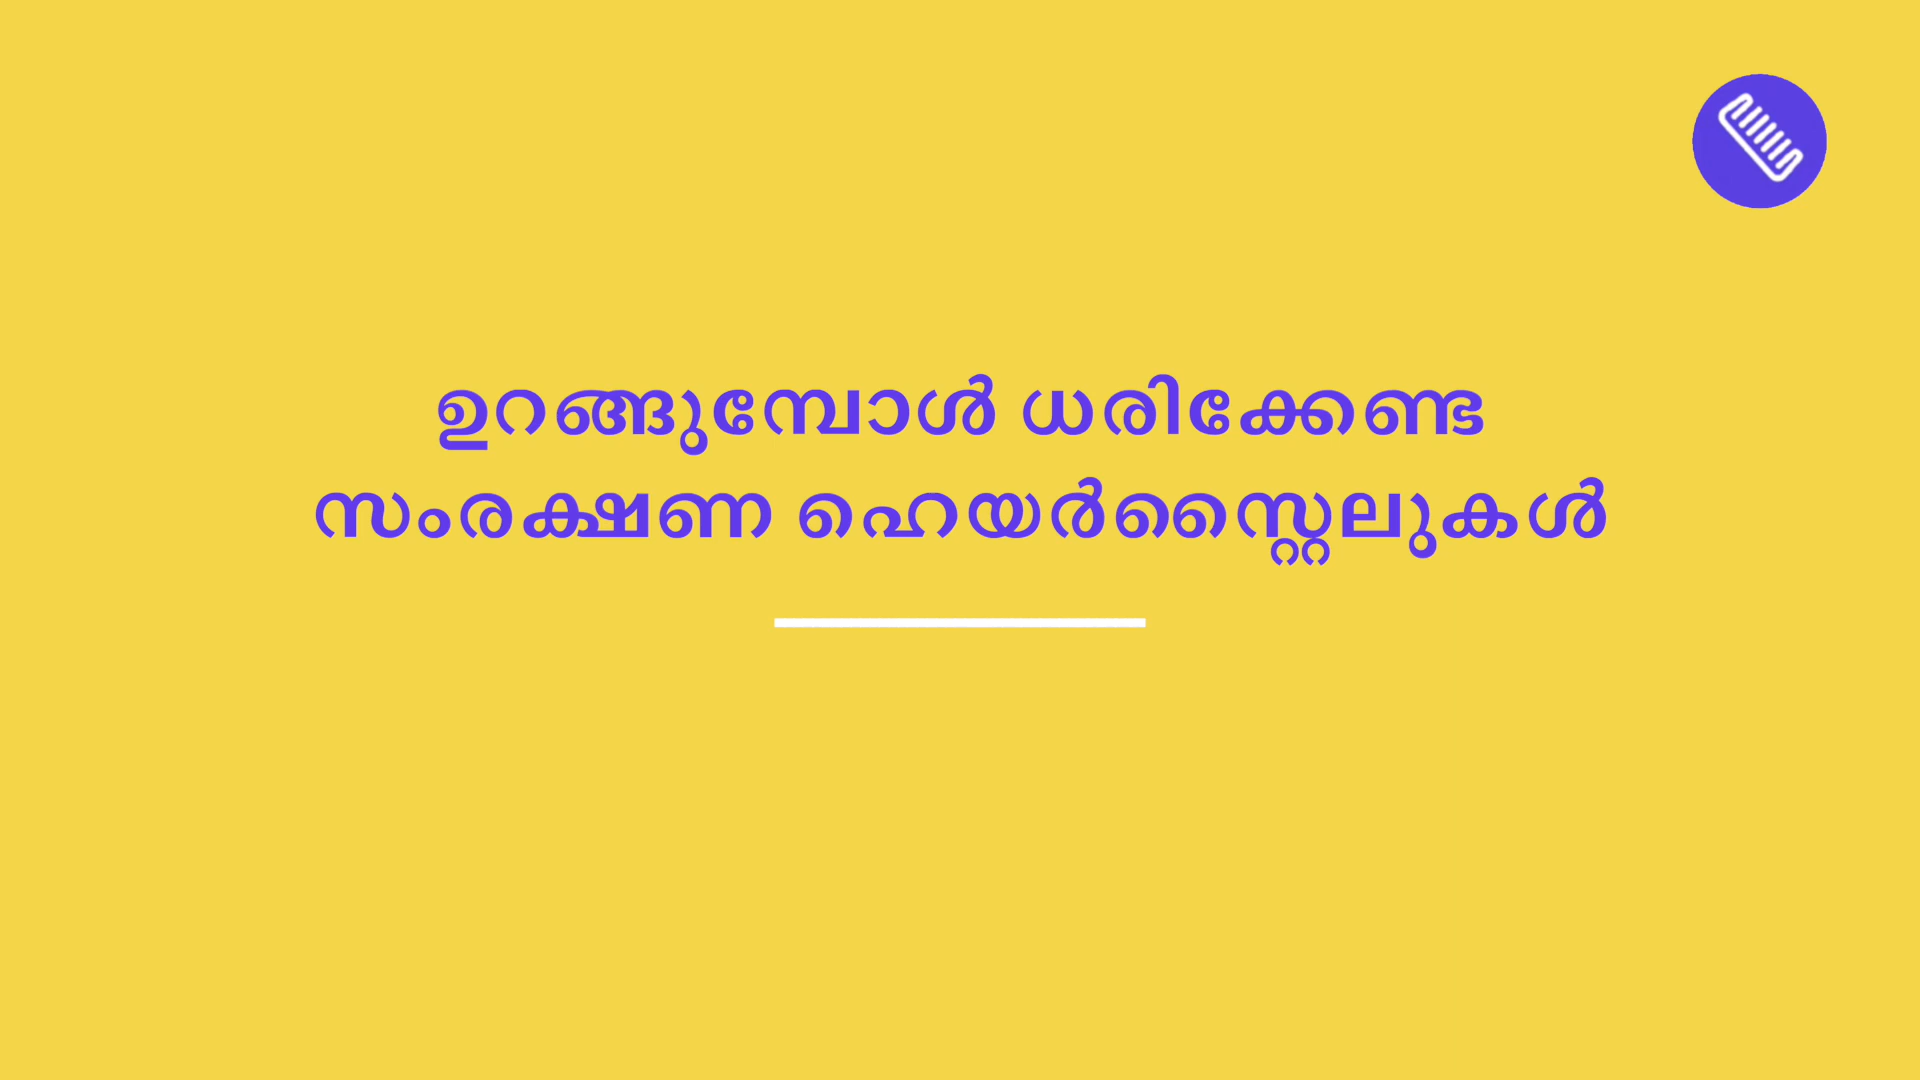 ഉറങ്ങുമ്പോൾ ധരിക്കേണ്ട
സംരക്ഷണ ഹെയർസ്റ്റൈലുകൾ